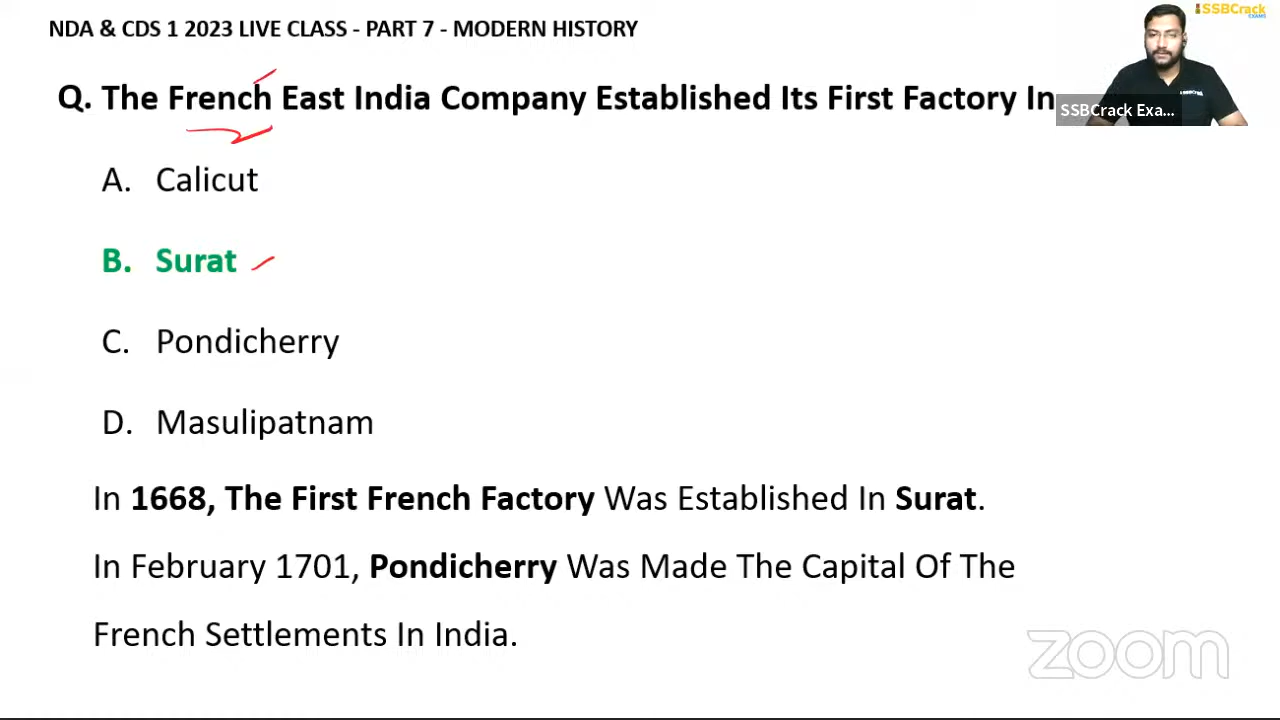 NDA & CDS 1 2023 LIVE CLASS - PART 7 - MODERN HISTORY
SSBCrack
EXAMS
Q. The French East India Company Established Its First Factory In
SSBCrack Exa...
A. Calicut
B. Surat
C. Pondicherry
D. Masulipatnam
In 1668, The First French Factory Was Established In Surat.
In February 1701, Pondicherry Was Made The Capital Of The
French Settlements In India.
zoom